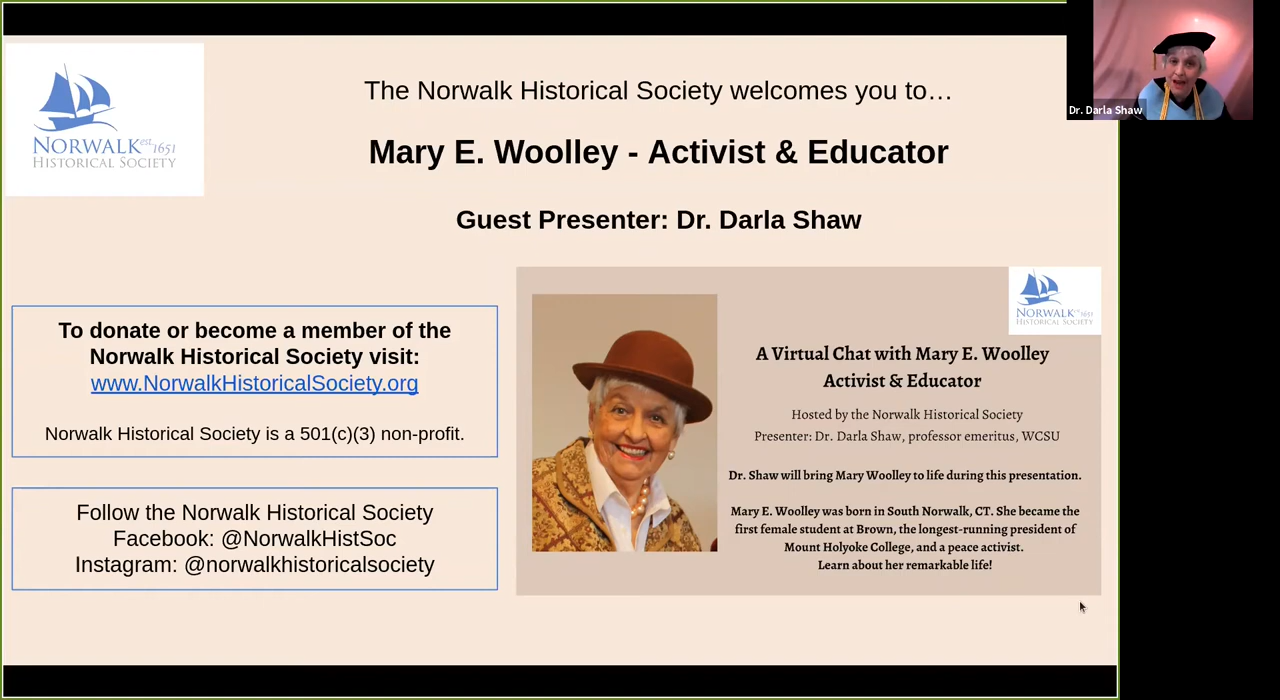 NORWALK est. 1651
HISTORICAL SOCIETY
The Norwalk Historical Society welcomes you to…
Mary E. Woolley - Activist & Educator
Guest Presenter: Dr. Darla Shaw
Dr. Darla Shaw
To donate or become a member of the
Norwalk Historical Society visit:
www.NorwalkHistoricalSociety.org
Norwalk Historical Society is a 501(c)(3) non-profit.
Follow the Norwalk Historical Society
Facebook: @NorwalkHistSoc
Instagram: @norwalkhistoricalsociety
NORWALK est. 1651
HISTORICAL SOCIETY
A Virtual Chat with Mary E. Woolley
Activist & Educator
Hosted by the Norwalk Historical Society
Presenter: Dr. Darla Shaw, professor emeritus, WCSU
Dr. Shaw will bring Mary Woolley to life during this presentation.
Mary E. Woolley was born in South Norwalk, CT. She became the
first female student at Brown, the longest-running president of
Mount Holyoke College, and a peace activist.
Learn about her remarkable life!